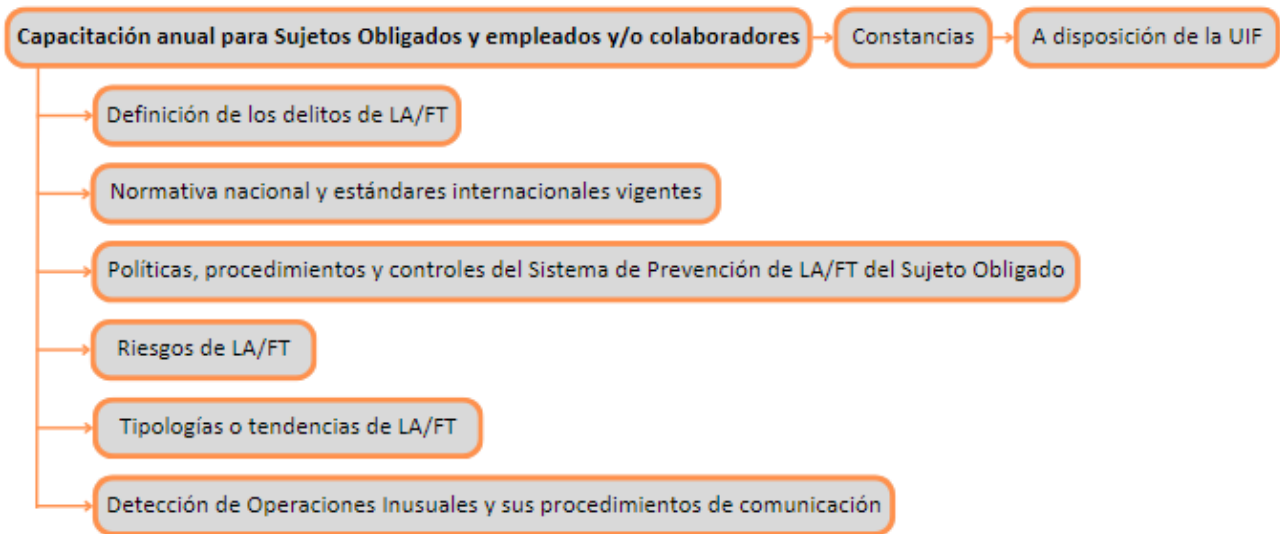 Capacitación anual para Sujetos Obligados y empleados y/o colaboradores
Constancias
A disposición de la UIF
Definición de los delitos de LA/FT
Normativa nacional y estándares internacionales vigentes
Políticas, procedimientos y controles del Sistema de Prevención de LA/FT del Sujeto Obligado
Riesgos de LA/FT
Tipologías o tendencias de LA/FT
Detección de Operaciones Inusuales y sus procedimientos de comunicación